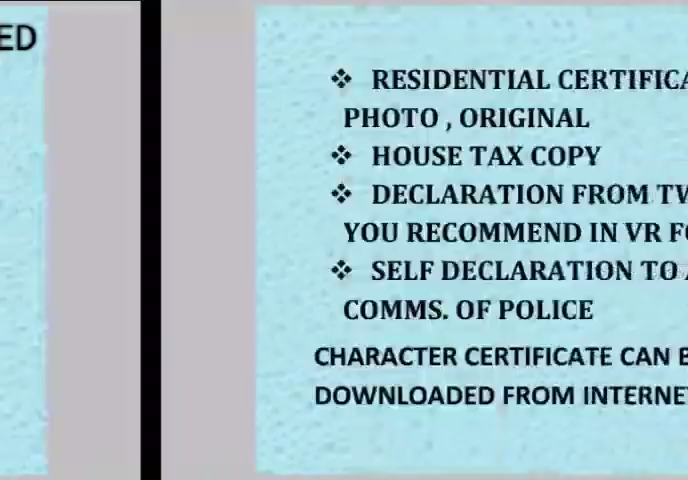 ED
❖ RESIDENTIAL CERTIFICA
PHOTO , ORIGINAL
❖ HOUSE TAX COPY
❖ DECLARATION FROM TW
YOU RECOMMEND IN VR FO
❖ SELF DECLARATION TO A
COMMS. OF POLICE
CHARACTER CERTIFICATE CAN B
DOWNLOADED FROM INTERNET